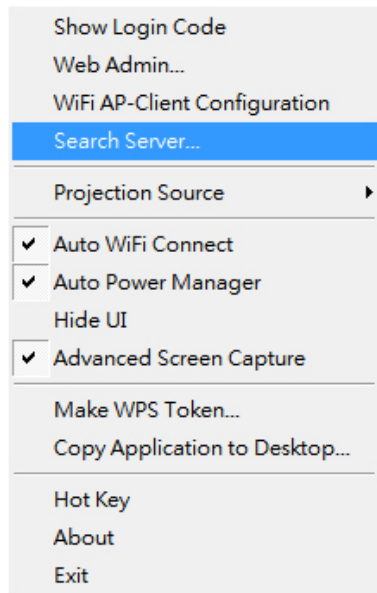 Show Login Code
Web Admin...
WiFi AP-Client Configuration
Search Server...
Projection Source
Auto WiFi Connect
Auto Power Manager
Hide UI
Advanced Screen Capture
Make WPS Token...
Copy Application to Desktop...
Hot Key
About
Exit